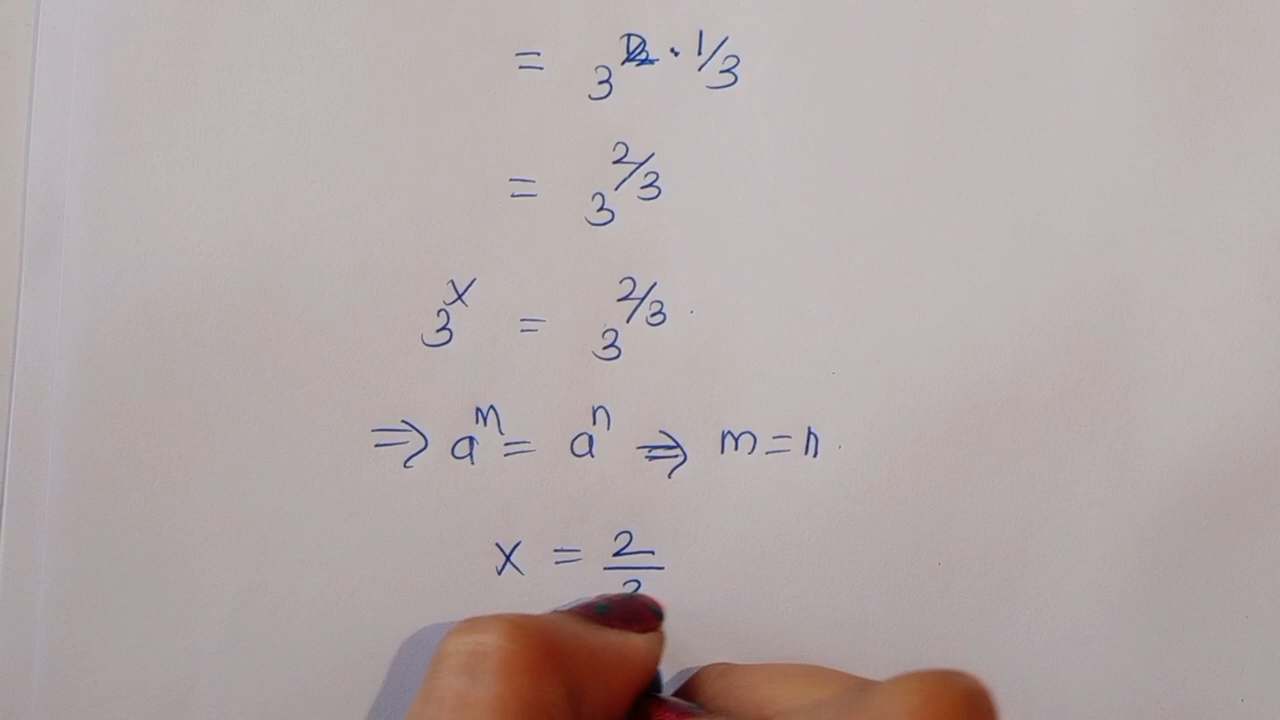 = 3^2 · 1/3
= 3^2/3
3^x = 3^2/3 .
⇒ a^m = a^n ⇒ m = n .
x = 2/